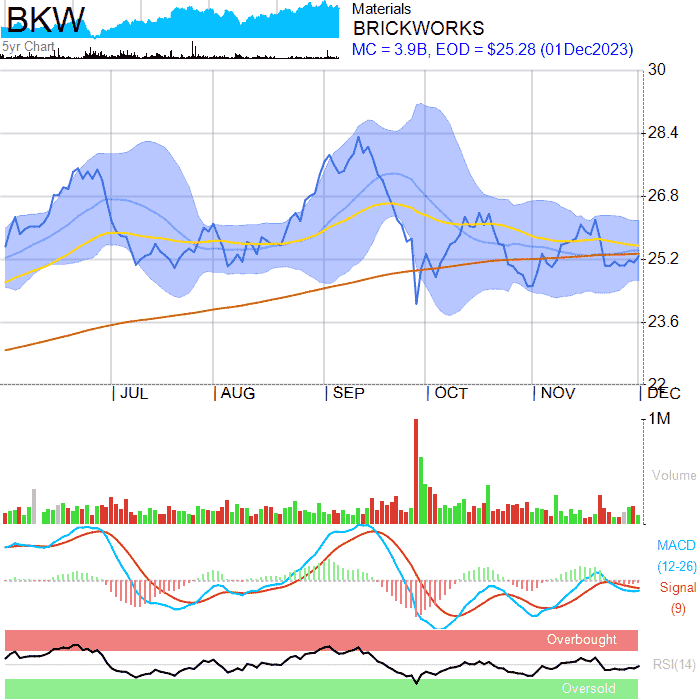 BKW
5yr Chart
Materials
BRICKWORKS
MC = 3.9B, EOD = $25.28 (01Dec2023)
30
28.4
26.8
25.2
23.6
22
JUL
AUG
SEP
OCT
NOV
DEC
1M
Volume
MACD
(12-26)
Signal
(9)
Overbought
RSI(14)
Oversold